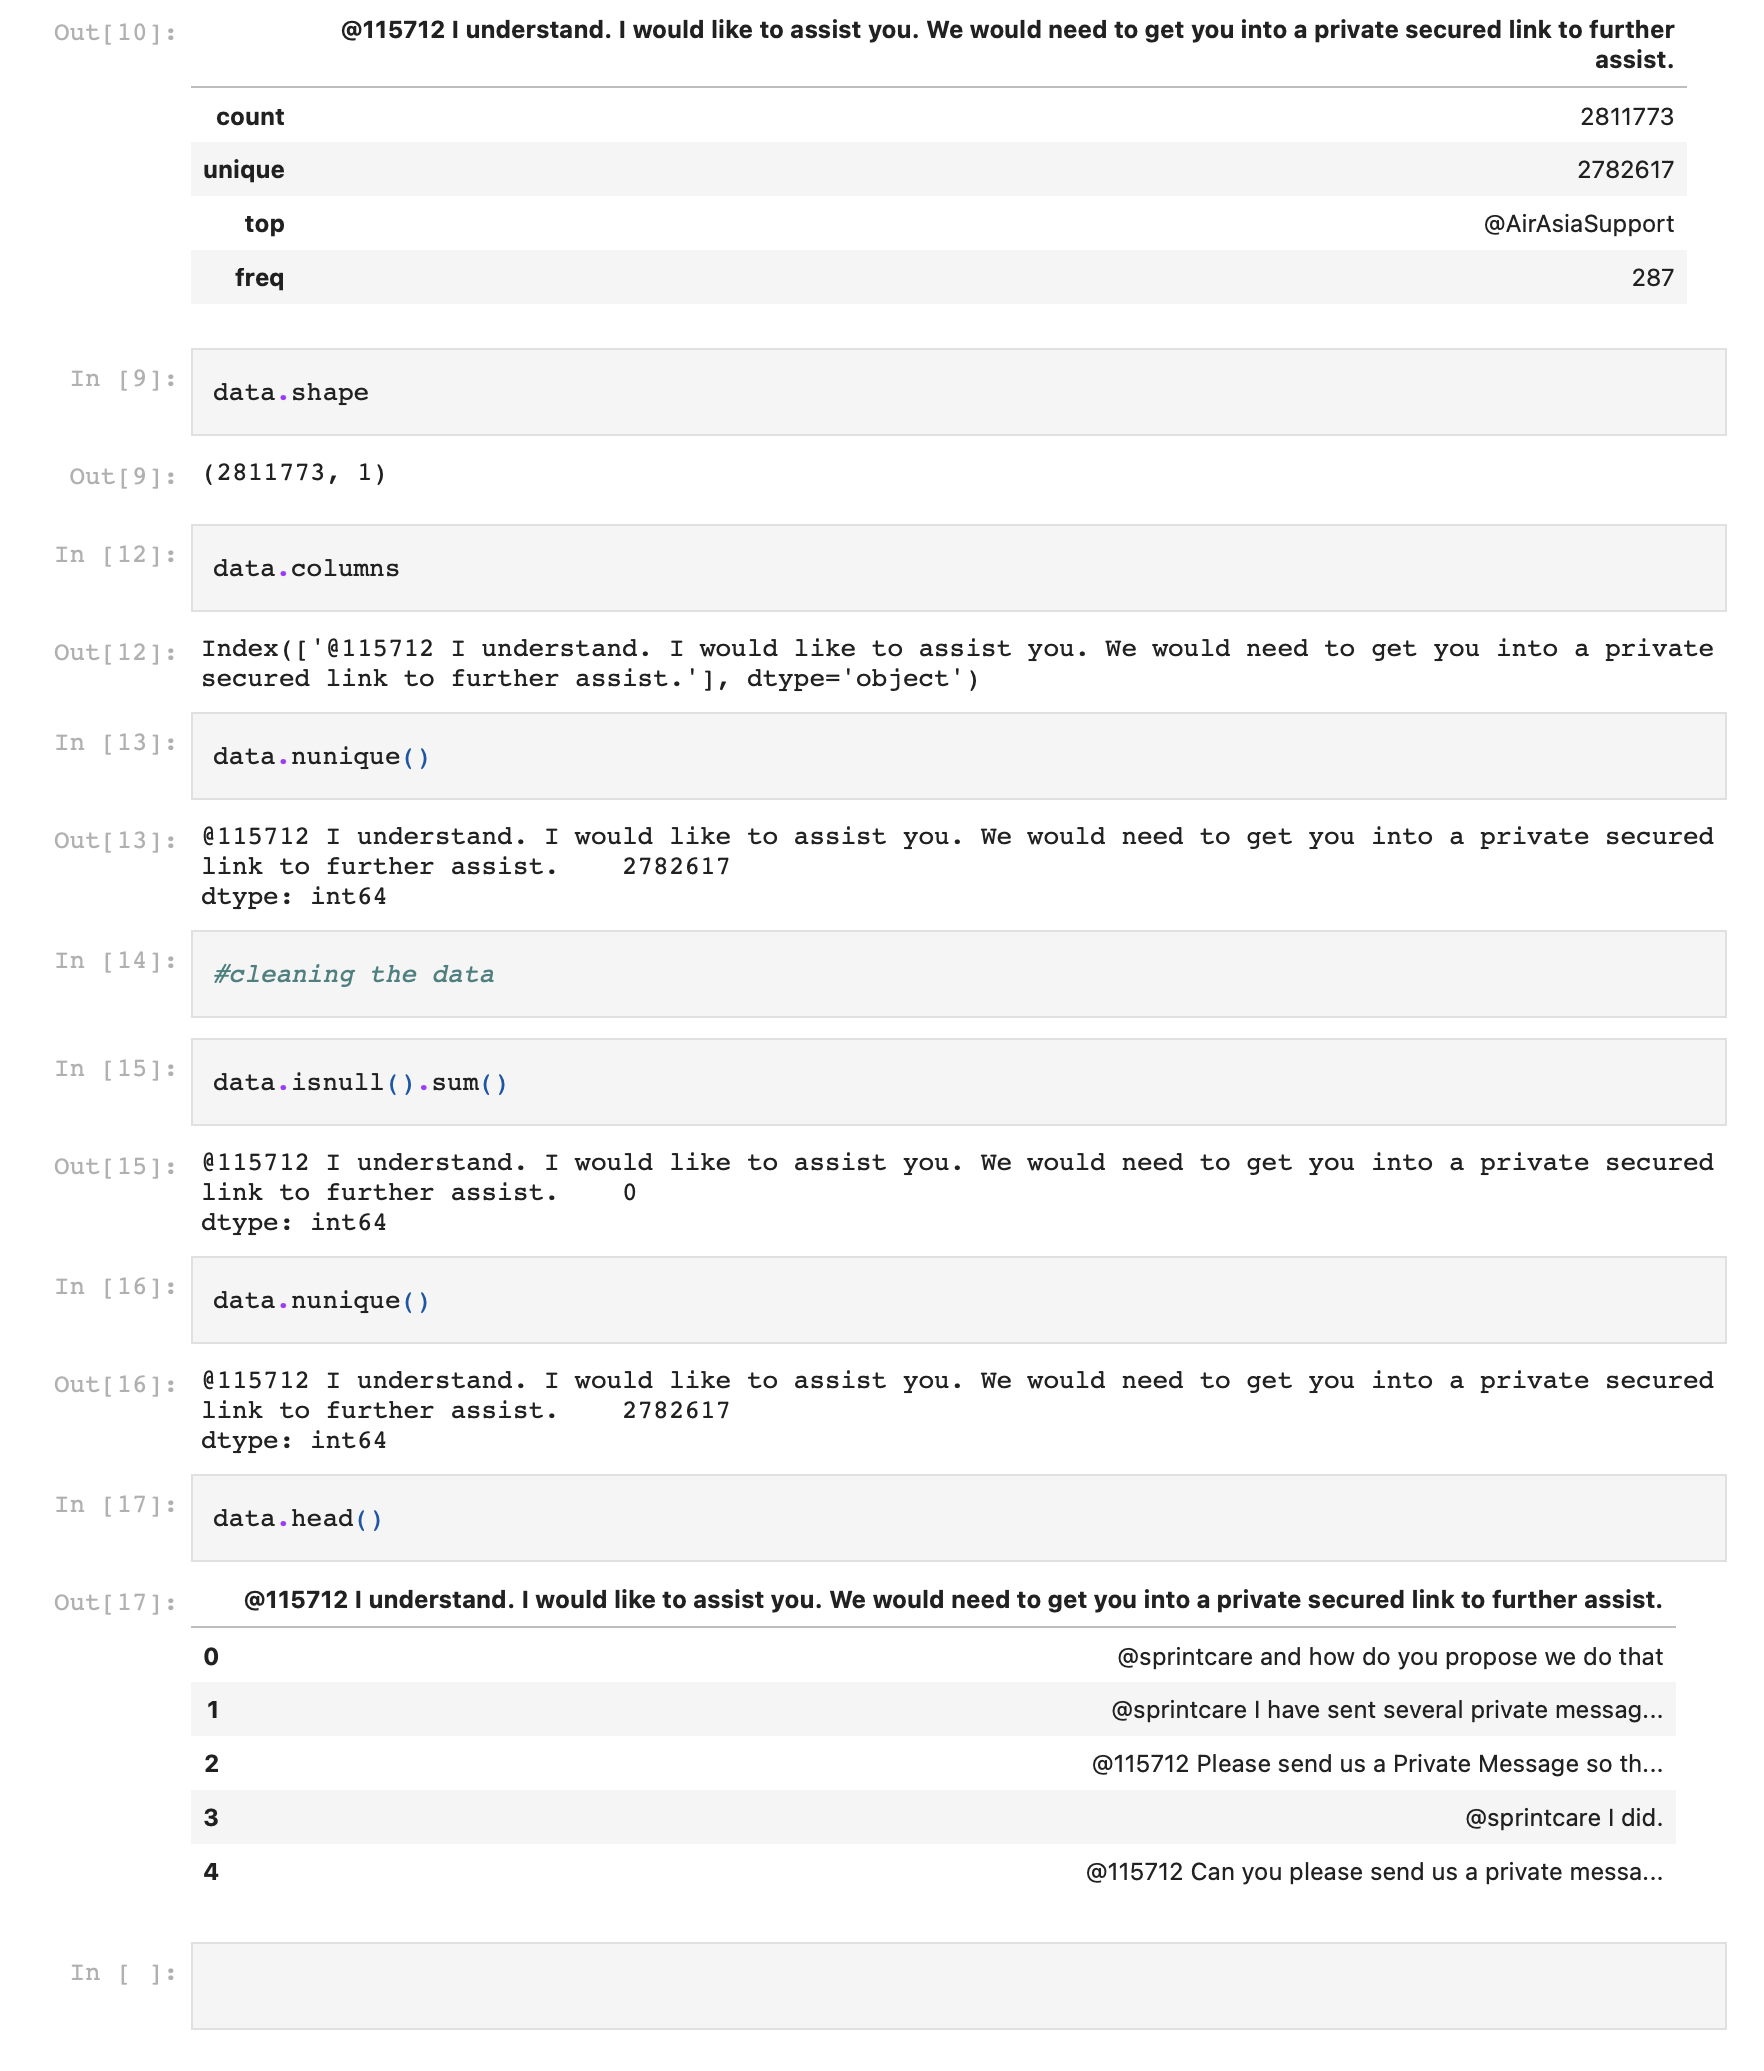 Out[10]:
@115712 I understand. I would like to assist you. We would need to get you into a private secured link to further
assist.
count 2811773
unique 2782617
top @AirAsiaSupport
freq 287
In [9]:
data.shape
Out[9]:
(2811773, 1)
In [12]:
data.columns
Out[12]:
Index(['@115712 I understand. I would like to assist you. We would need to get you into a private
secured link to further assist.'], dtype='object')
In [13]:
data.nunique()
Out[13]:
@115712 I understand. I would like to assist you. We would need to get you into a private secured
link to further assist.    2782617
dtype: int64
In [14]:
#cleaning the data
In [15]:
data.isnull().sum()
Out[15]:
@115712 I understand. I would like to assist you. We would need to get you into a private secured
link to further assist.    0
dtype: int64
In [16]:
data.nunique()
Out[16]:
@115712 I understand. I would like to assist you. We would need to get you into a private secured
link to further assist.    2782617
dtype: int64
In [17]:
data.head()
Out[17]:
@115712 I understand. I would like to assist you. We would need to get you into a private secured link to further assist.
0 @sprintcare and how do you propose we do that
1 @sprintcare I have sent several private messag...
2 @115712 Please send us a Private Message so th...
3 @sprintcare I did.
4 @115712 Can you please send us a private messa...
In [ ]: